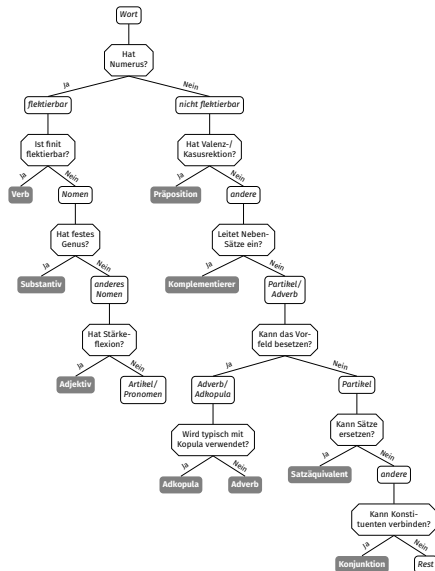 Wort
Hat
Numerus?
Ja
Nein
flektierbar
nicht flektierbar
Ist finit
flektierbar?
Hat Valenz-/
Kasusrektion?
Ja
Nein
Ja
Nein
Verb
Nomen
Präposition
andere
Hat festes
Genus?
Leitet Neben-
Sätze ein?
Ja
Nein
Ja
Nein
Substantiv
anderes
Nomen
Komplementierer
Partikel/
Adverb
Hat Stärke-
flexion?
Kann das Vor-
feld besetzen?
Ja
Nein
Ja
Nein
Adjektiv
Artikel/
Pronomen
Adverb/
Adkopula
Partikel
Wird typisch mit
Kopula verwendet?
Kann Sätze
ersetzen?
Ja
Nein
Ja
Nein
Adkopula
Adverb
Satzäquivalent
andere
Kann Konsti-
tuenten verbinden?
Ja
Nein
Konjunktion
Rest